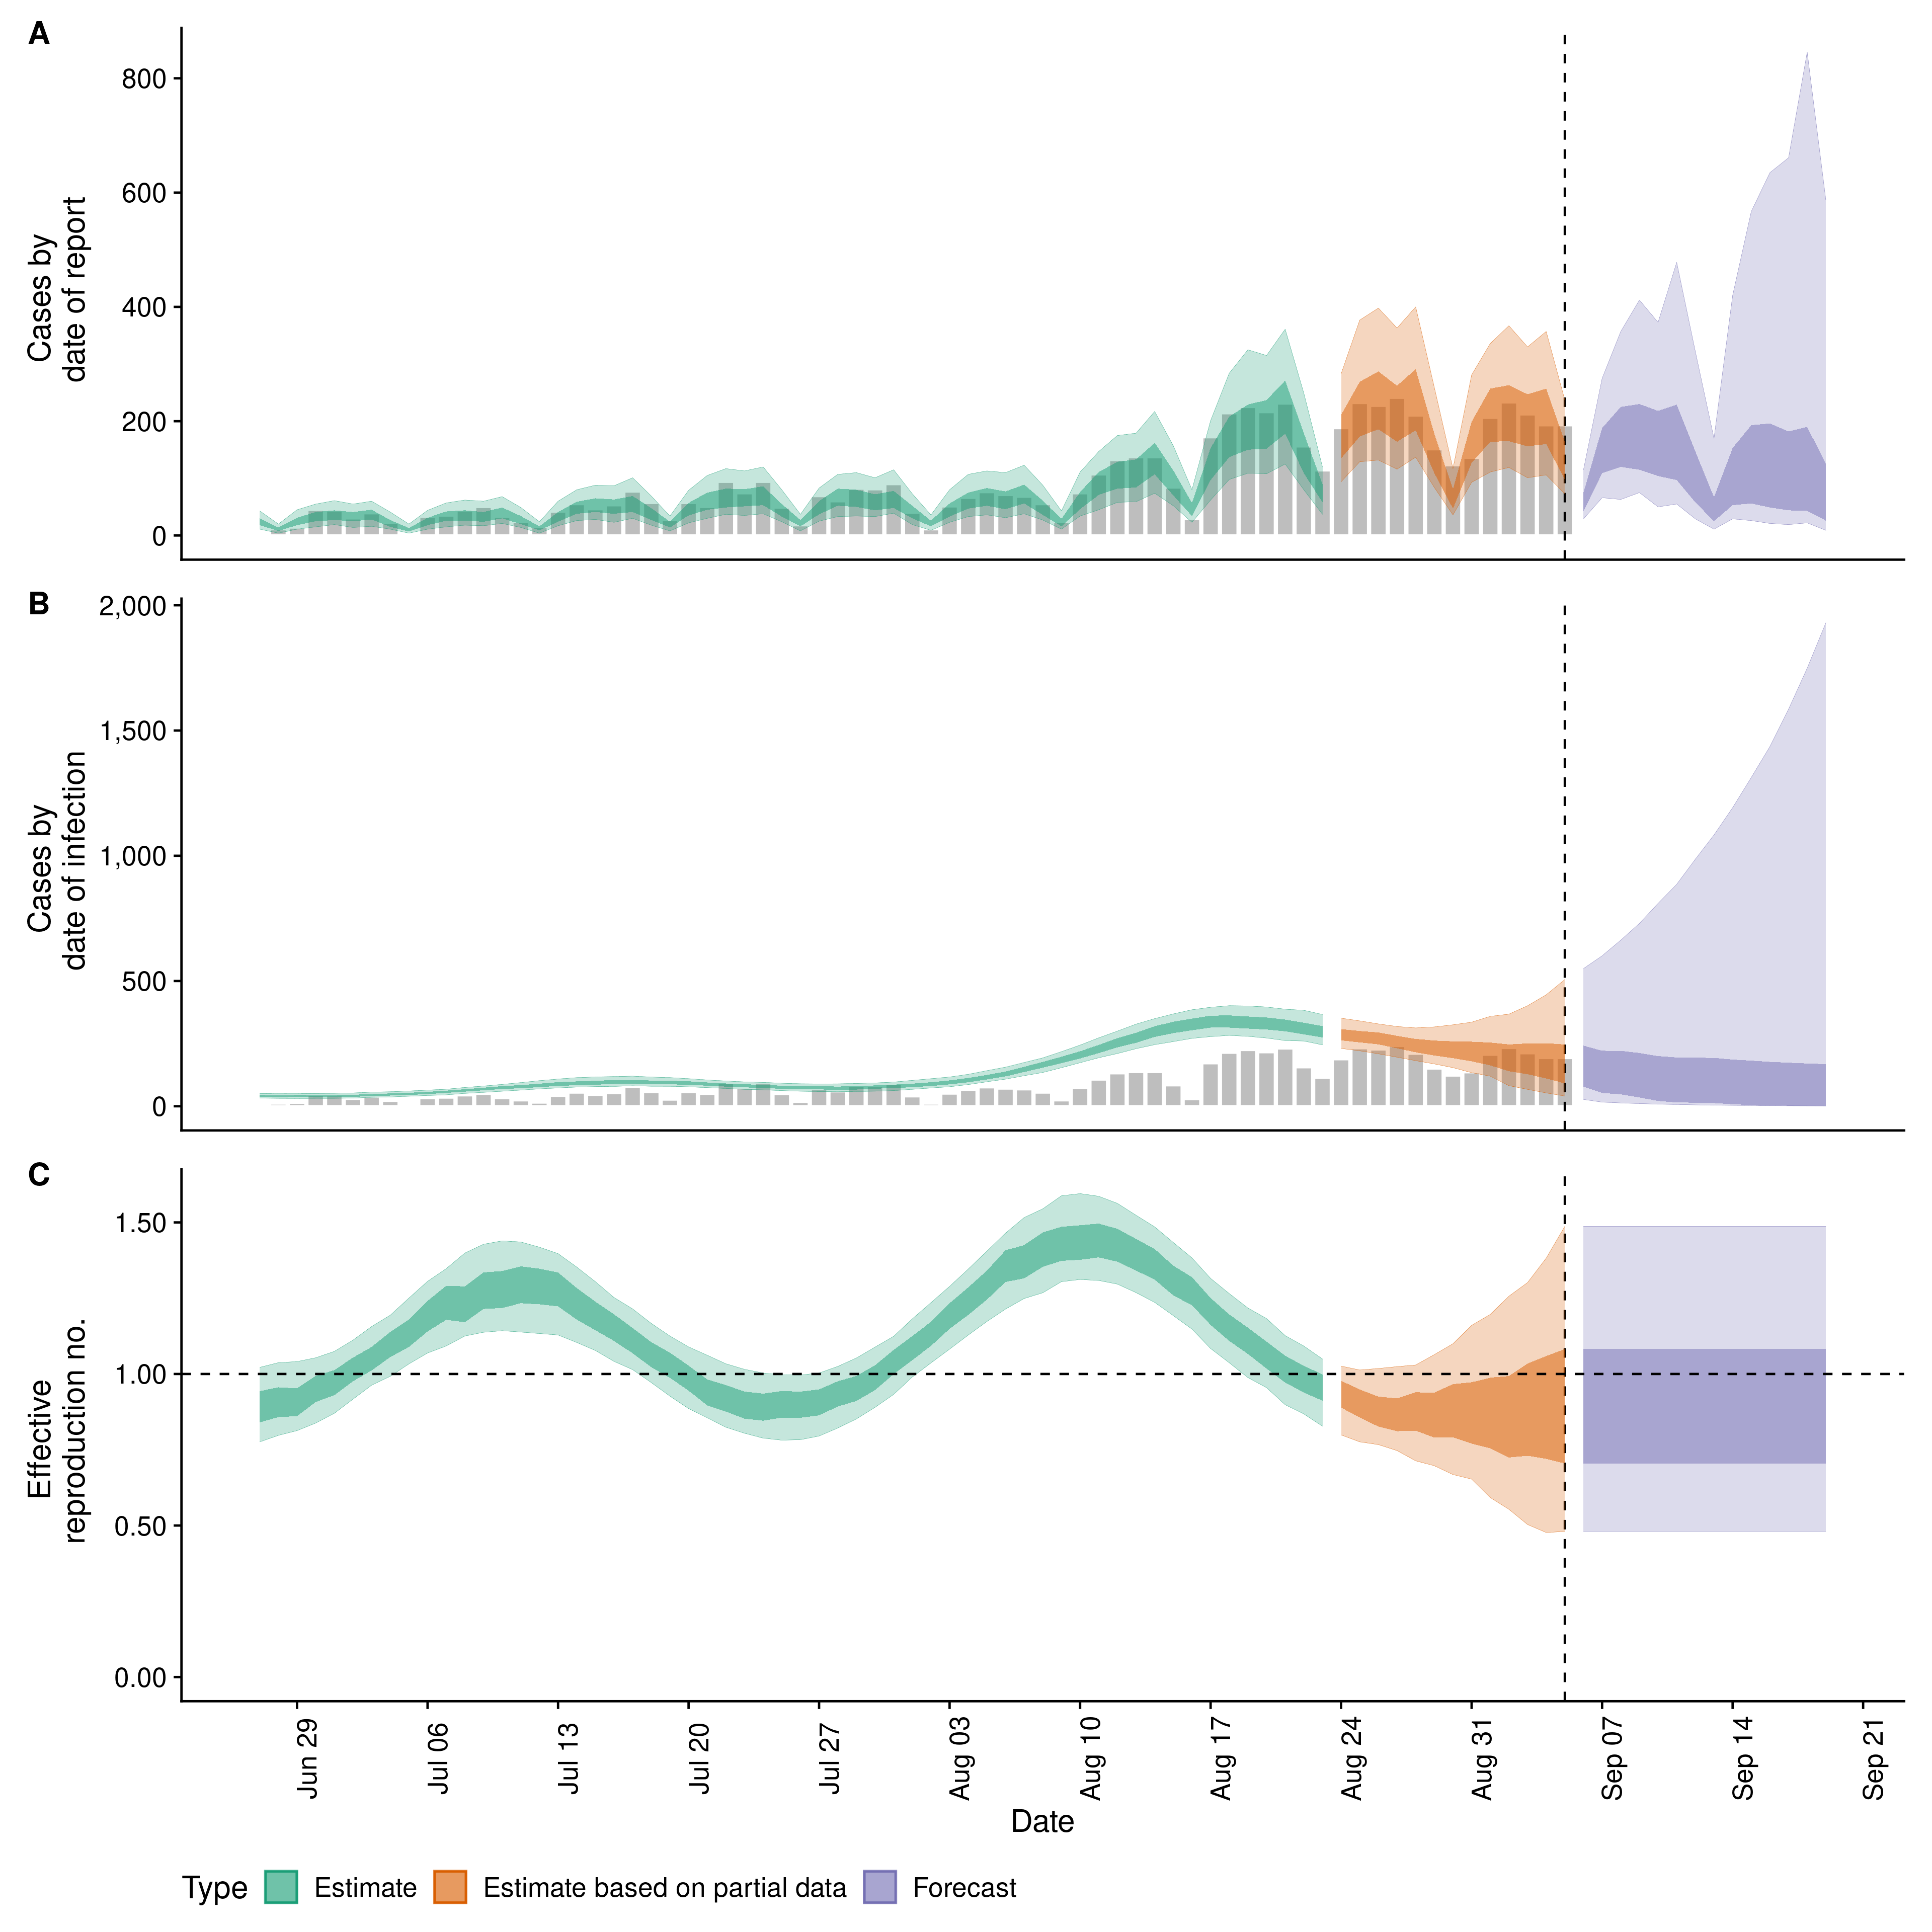 A
800
600
400
200
0
Cases by
date of report
B
2,000
1,500
1,000
500
0
Cases by
date of infection
C
1.50
1.00
0.50
0.00
Effective
reproduction no.
Jun 29
Jul 06
Jul 13
Jul 20
Jul 27
Aug 03
Aug 10
Aug 17
Aug 24
Aug 31
Sep 07
Sep 14
Sep 21
Date
Type Estimate Estimate based on partial data Forecast